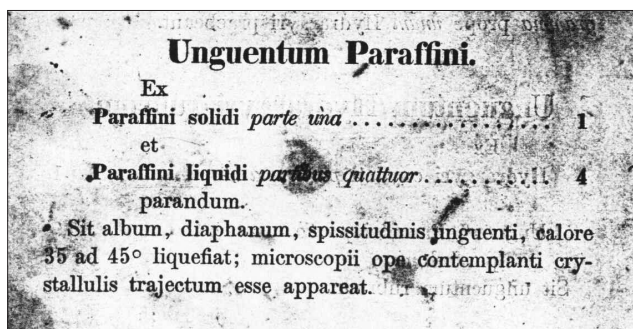 Unguentum Paraffini.
Ex
Paraffini solidi parte una .................. 1
et
Paraffini liquidi partibus quattuor ........... 4
parandum.
Sit album, diaphanum, spissitudinis unguenti, calore
35 ad 45° liquefiat; microscopii ope contemplanti cry-
stallulis trajectum esse appareat.